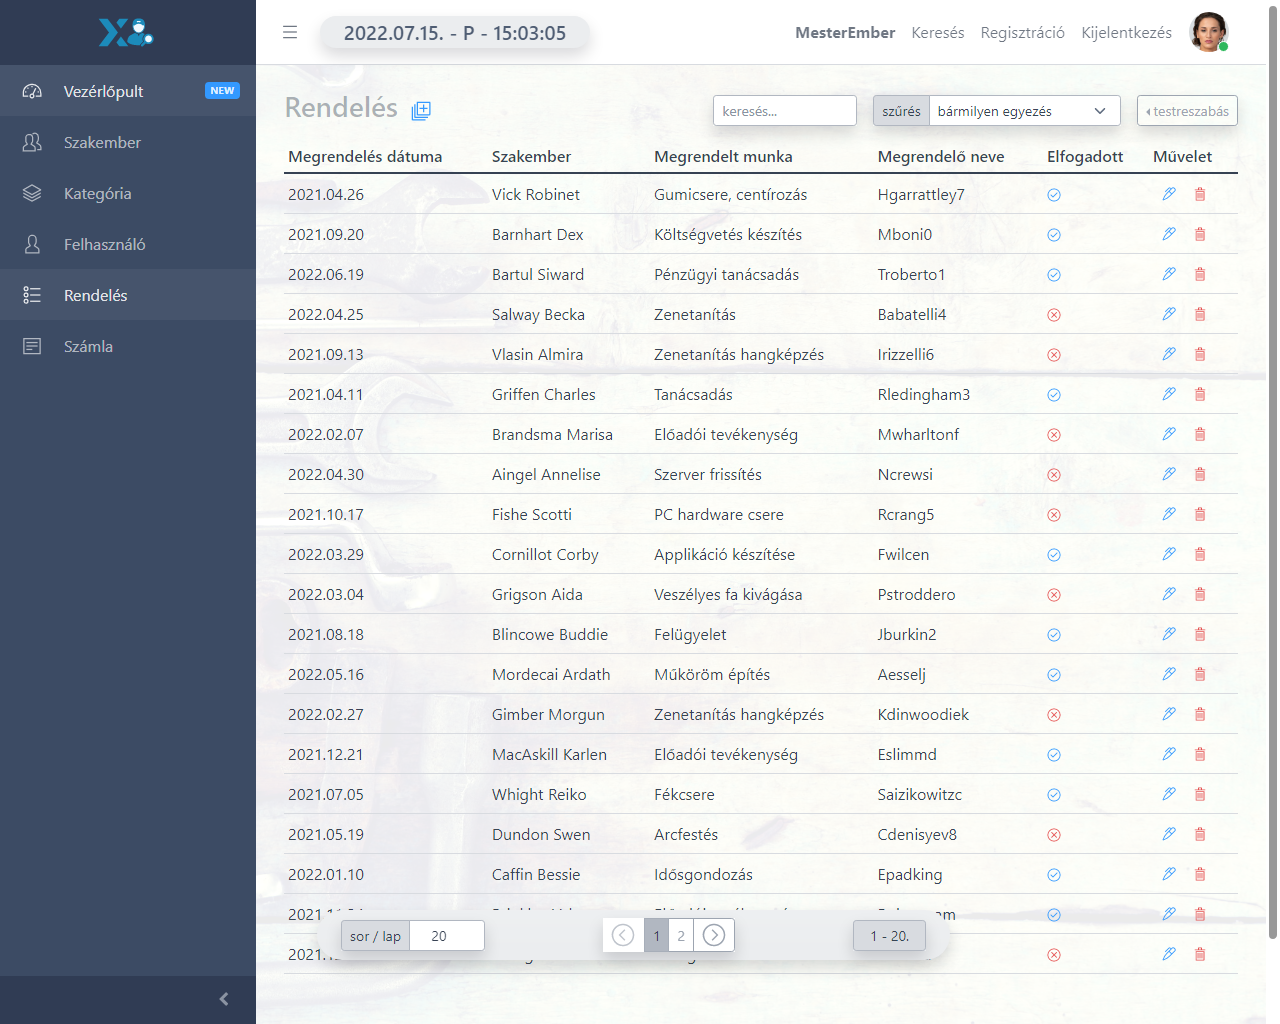 2022.07.15. - P - 15:03:05
MesterEmber Keresés Regisztráció Kijelentkezés
Vezérlőpult NEW
Szakember
Kategória
Felhasználó
Rendelés
Számla
Rendelés
keresés...
szűrés bármilyen egyezés
testreszabás
Megrendelés dátuma Szakember Megrendelt munka Megrendelő neve Elfogadott Művelet
2021.04.26 Vick Robinet Gumicsere, centírozás Hgarrattley7
2021.09.20 Barnhart Dex Költségvetés készítés Mboni0
2022.06.19 Bartul Siward Pénzügyi tanácsadás Troberto1
2022.04.25 Salway Becka Zenetanítás Babatelli4
2021.09.13 Vlasin Almira Zenetanítás hangképzés Irizzelli6
2021.04.11 Griffen Charles Tanácsadás Rledingham3
2022.02.07 Brandsma Marisa Előadói tevékenység Mwharltonf
2022.04.30 Aingel Annelise Szerver frissítés Ncrewsi
2021.10.17 Fishe Scotti PC hardware csere Rcrang5
2022.03.29 Cornillot Corby Applikáció készítése Fwilcen
2022.03.04 Grigson Aida Veszélyes fa kivágása Pstroddero
2021.08.18 Blincowe Buddie Felügyelet Jburkin2
2022.05.16 Mordecai Ardath Műköröm építés Aesselj
2022.02.27 Gimber Morgun Zenetanítás hangképzés Kdinwoodiek
2021.12.21 MacAskill Karlen Előadói tevékenység Eslimmd
2021.07.05 Whight Reiko Fékcsere Saizikowitzc
2021.05.19 Dundon Swen Arcfestés Cdenisyev8
2022.01.10 Caffin Bessie Idősgondozás Epadking
sor / lap 20 1 2 1 - 20.